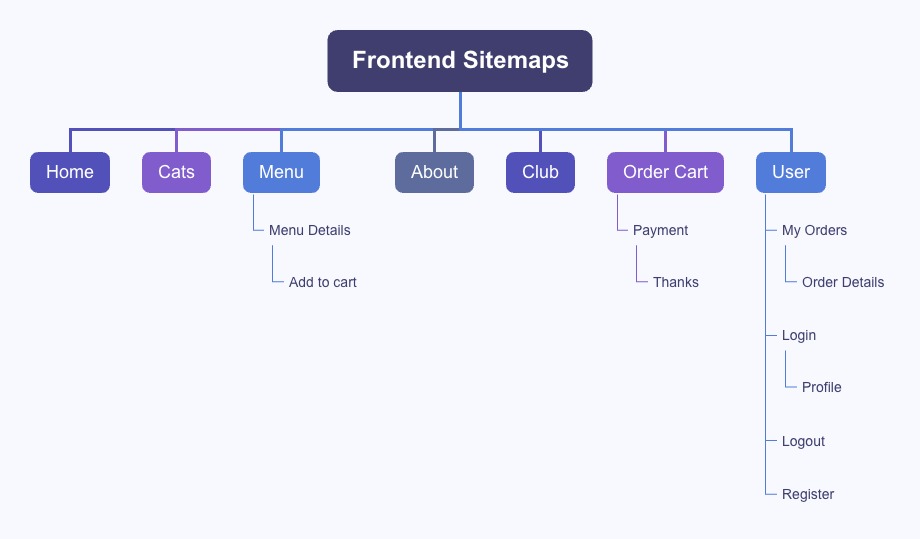 Frontend Sitemaps
Home
Cats
Menu
About
Club
Order Cart
User
Menu Details
Add to cart
Payment
Thanks
My Orders
Order Details
Login
Profile
Logout
Register